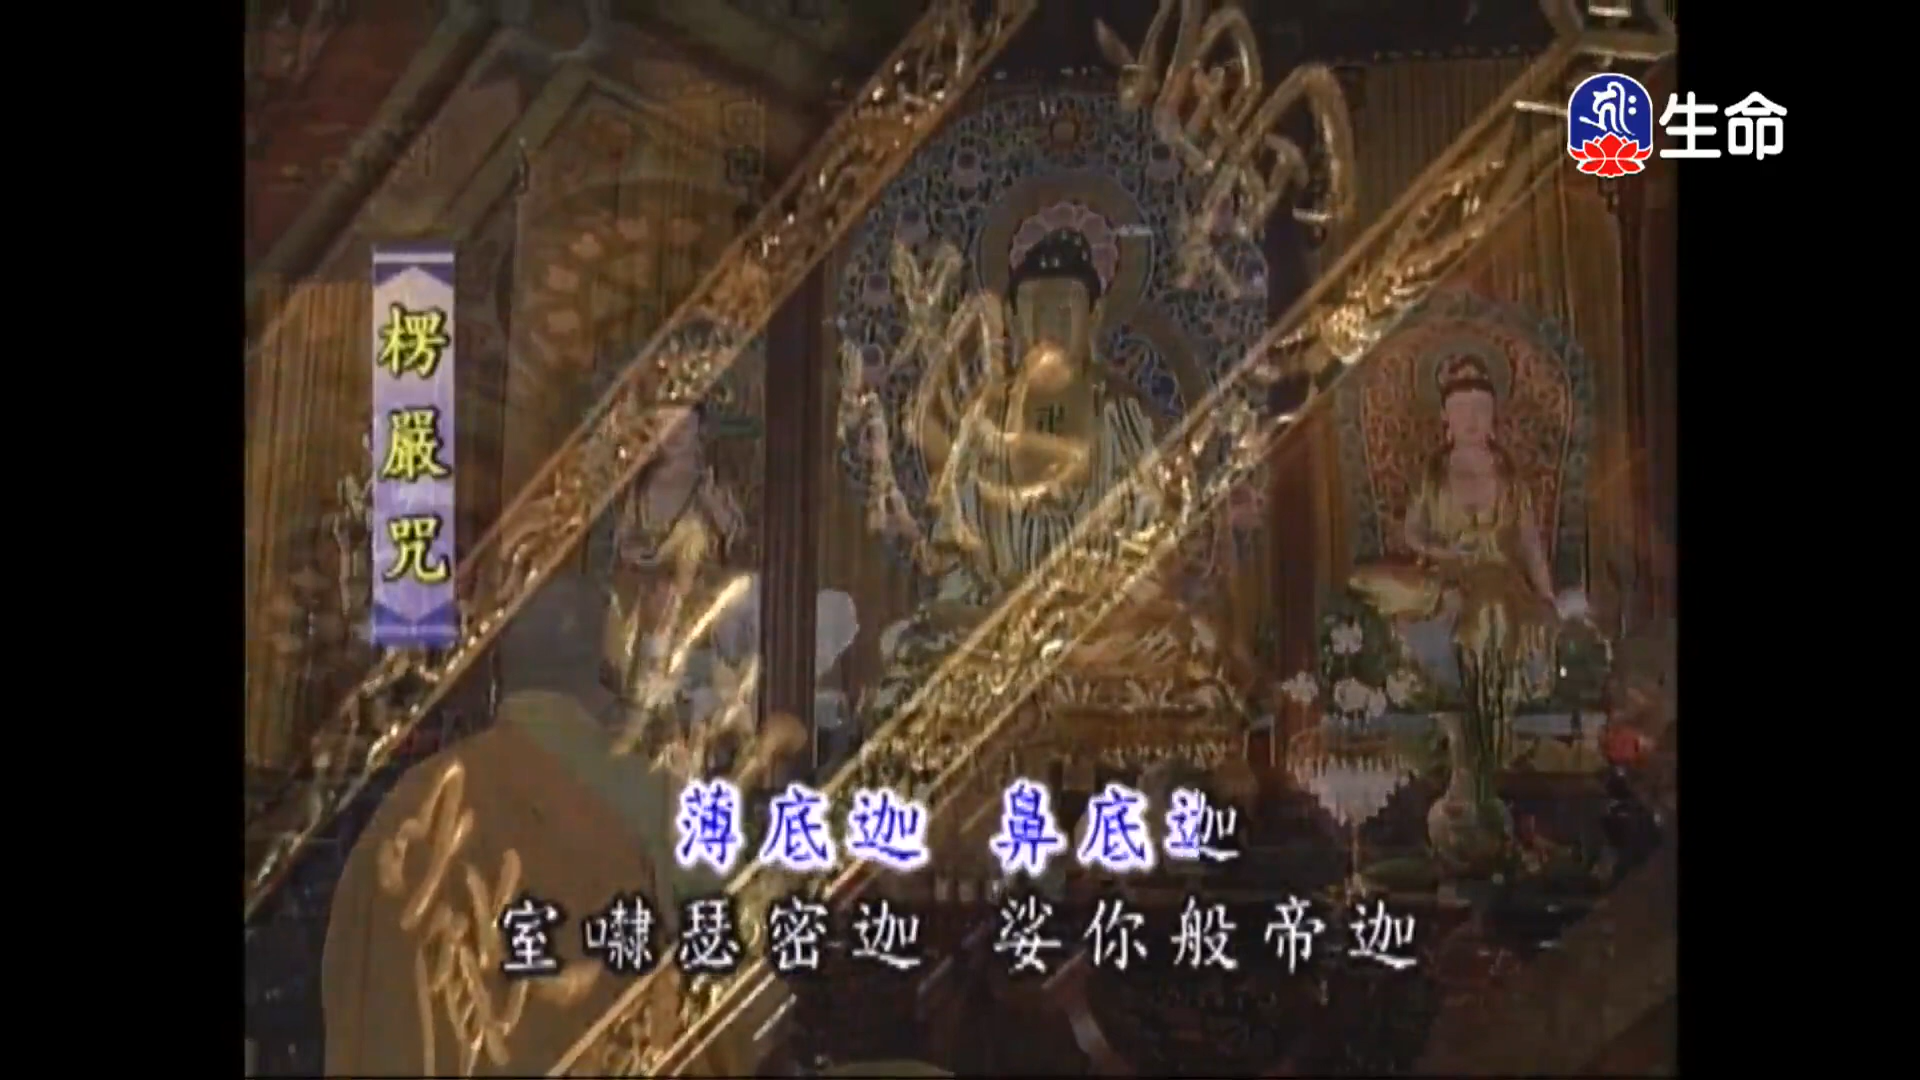 生命
楞嚴咒
薄底迦 鼻底迦
室嚹瑟密迦 娑你般帝迦